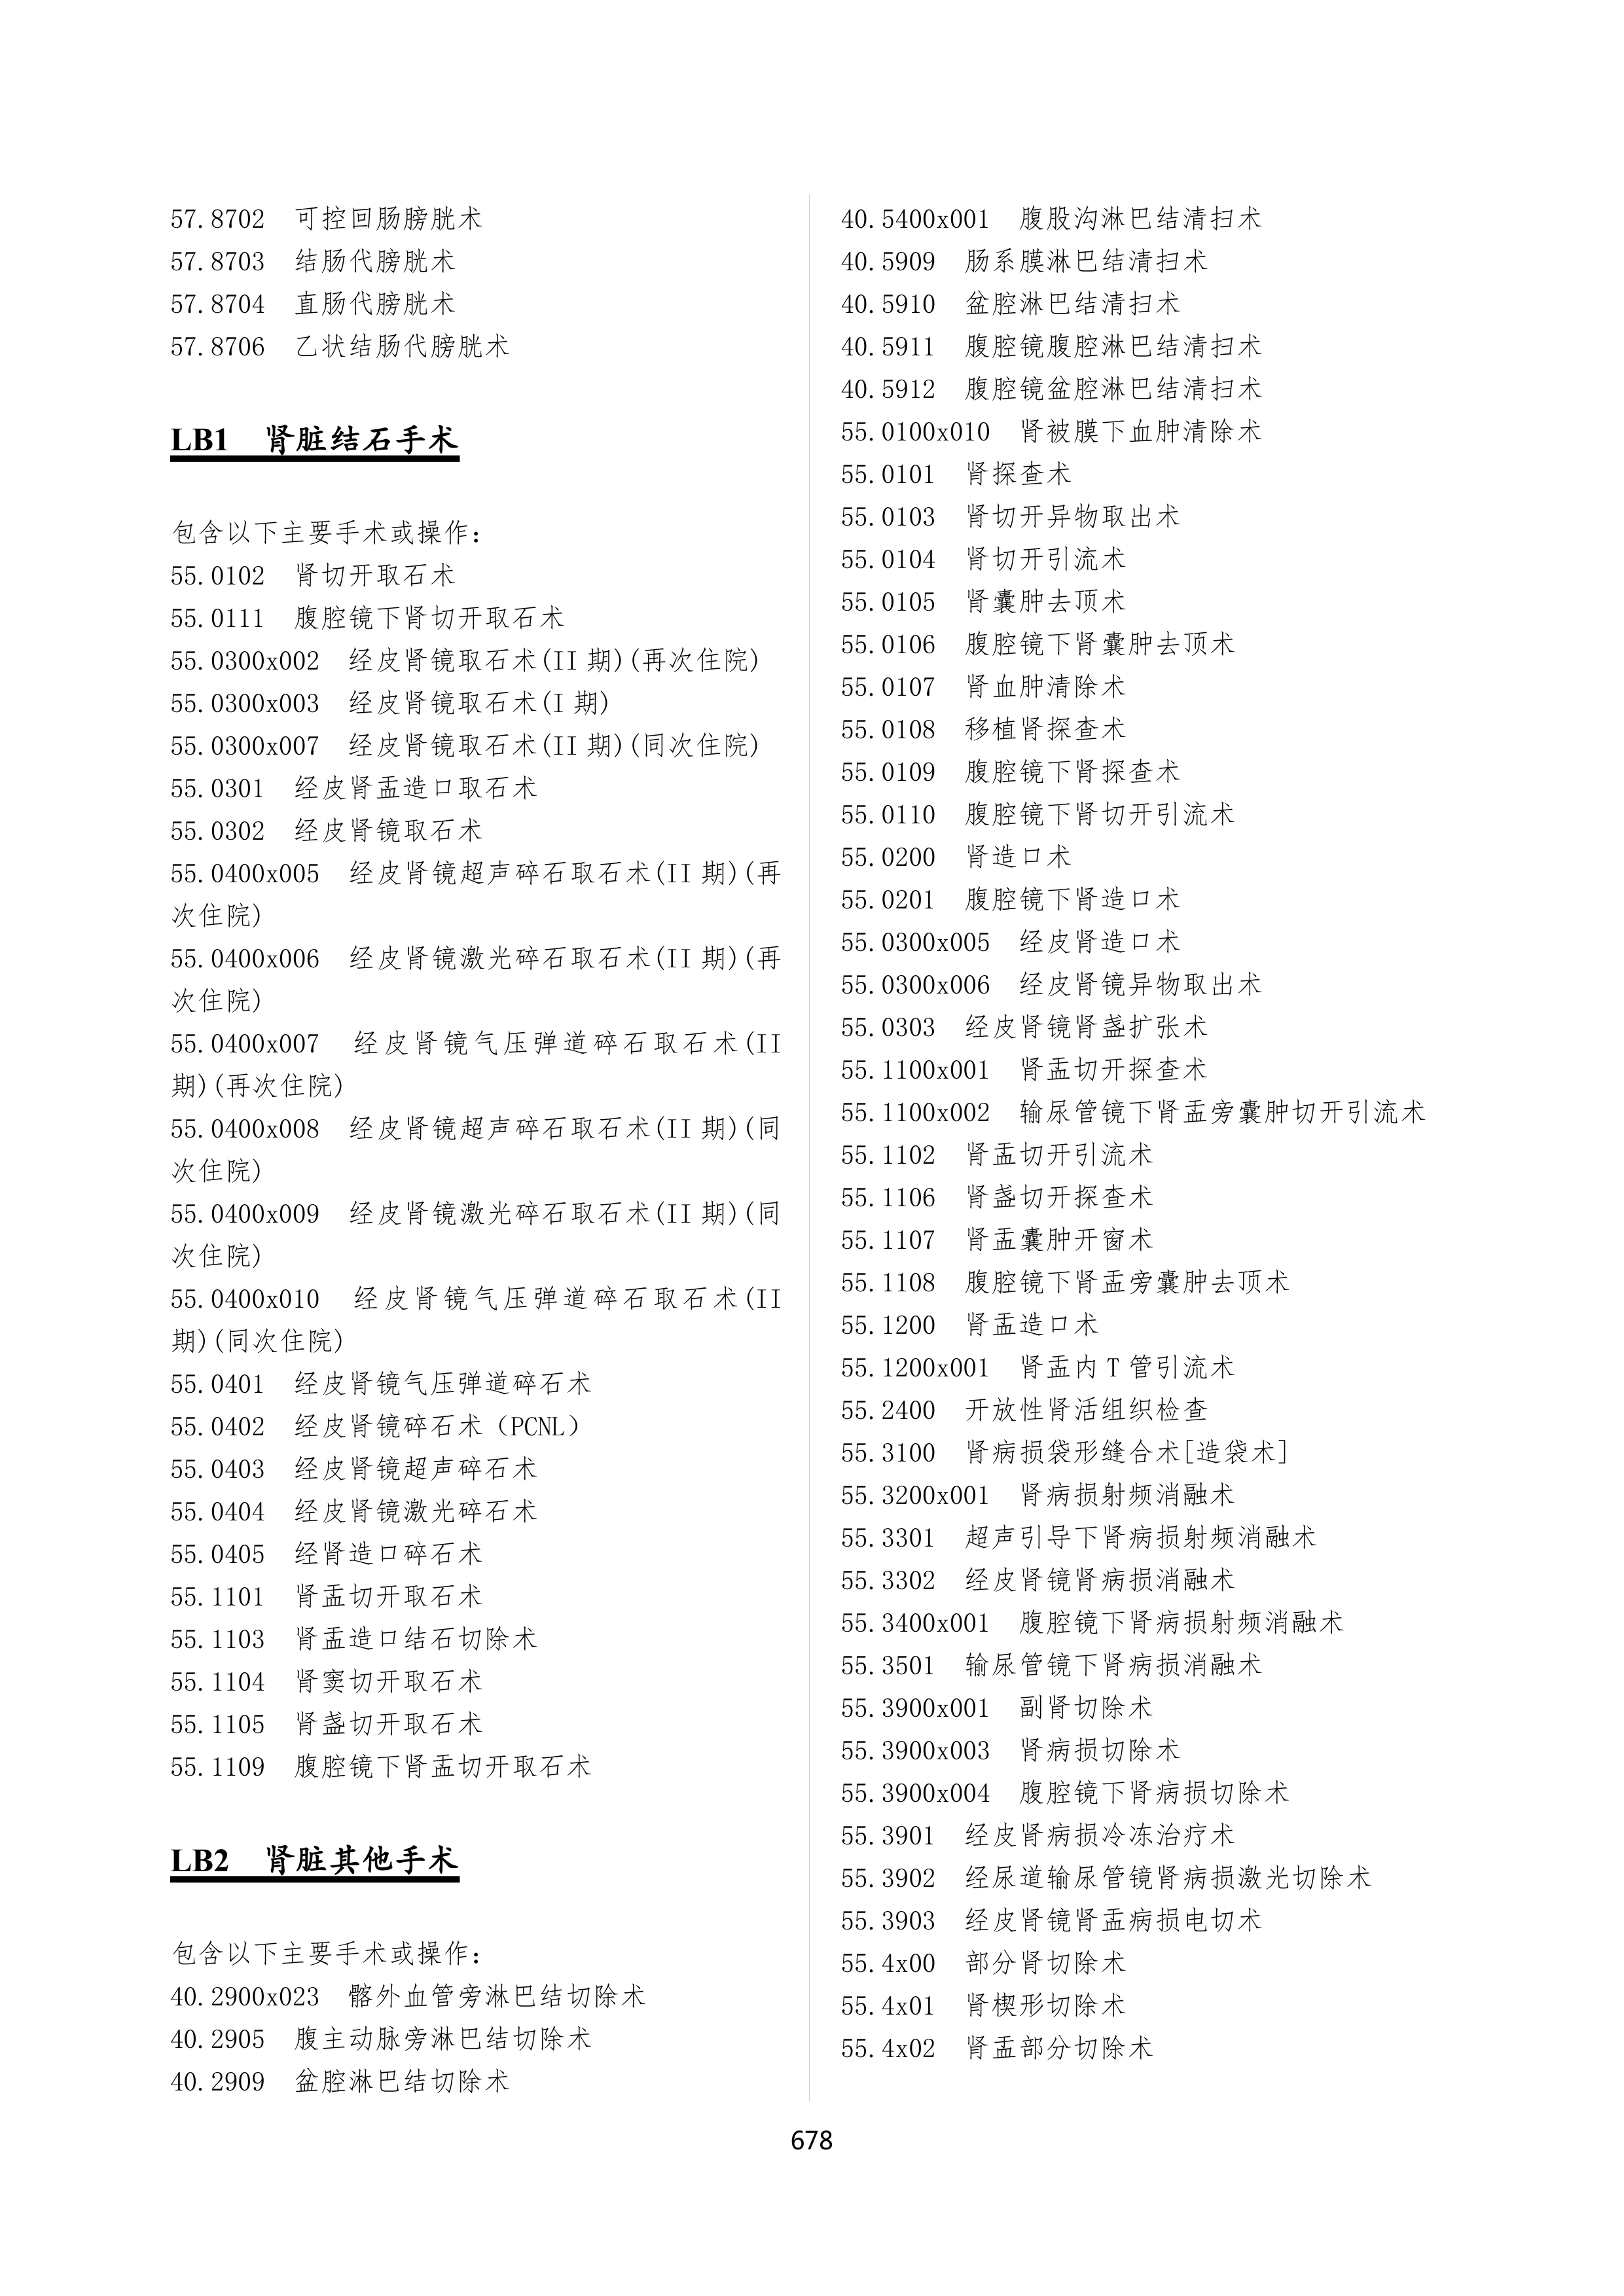 57.8702 可控回肠膀胱术
57.8703 结肠代膀胱术
57.8704 直肠代膀胱术
57.8706 乙状结肠代膀胱术
LB1 肾脏结石手术
包含以下主要手术或操作:
55.0102 肾切开取石术
55.0111 腹腔镜下肾切开取石术
55.0300x002 经皮肾镜取石术(II 期)(再次住院)
55.0300x003 经皮肾镜取石术(I 期)
55.0300x007 经皮肾镜取石术(II 期)(同次住院)
55.0301 经皮肾盂造口取石术
55.0302 经皮肾镜取石术
55.0400x005 经皮肾镜超声碎石取石术(II 期)(再
次住院)
55.0400x006 经皮肾镜激光碎石取石术(II 期)(再
次住院)
55.0400x007 经皮肾镜气压弹道碎石取石术(II
期)(再次住院)
55.0400x008 经皮肾镜超声碎石取石术(II 期)(同
次住院)
55.0400x009 经皮肾镜激光碎石取石术(II 期)(同
次住院)
55.0400x010 经皮肾镜气压弹道碎石取石术(II
期)(同次住院)
55.0401 经皮肾镜气压弹道碎石术
55.0402 经皮肾镜碎石术（PCNL）
55.0403 经皮肾镜超声碎石术
55.0404 经皮肾镜激光碎石术
55.0405 经肾造口碎石术
55.1101 肾盂切开取石术
55.1103 肾盂造口结石切除术
55.1104 肾窦切开取石术
55.1105 肾盏切开取石术
55.1109 腹腔镜下肾盂切开取石术
LB2 肾脏其他手术
包含以下主要手术或操作:
40.2900x023 髂外血管旁淋巴结切除术
40.2905 腹主动脉旁淋巴结切除术
40.2909 盆腔淋巴结切除术
40.5400x001 腹股沟淋巴结清扫术
40.5909 肠系膜淋巴结清扫术
40.5910 盆腔淋巴结清扫术
40.5911 腹腔镜腹腔淋巴结清扫术
40.5912 腹腔镜盆腔淋巴结清扫术
55.0100x010 肾被膜下血肿清除术
55.0101 肾探查术
55.0103 肾切开异物取出术
55.0104 肾切开引流术
55.0105 肾囊肿去顶术
55.0106 腹腔镜下肾囊肿去顶术
55.0107 肾血肿清除术
55.0108 移植肾探查术
55.0109 腹腔镜下肾探查术
55.0110 腹腔镜下肾切开引流术
55.0200 肾造口术
55.0201 腹腔镜下肾造口术
55.0300x005 经皮肾造口术
55.0300x006 经皮肾镜异物取出术
55.0303 经皮肾镜肾盏扩张术
55.1100x001 肾盂切开探查术
55.1100x002 输尿管镜下肾盂旁囊肿切开引流术
55.1102 肾盂切开引流术
55.1106 肾盏切开探查术
55.1107 肾盂囊肿开窗术
55.1108 腹腔镜下肾盂旁囊肿去顶术
55.1200 肾盂造口术
55.1200x001 肾盂内 T 管引流术
55.2400 开放性肾活组织检查
55.3100 肾病损袋形缝合术[造袋术]
55.3200x001 肾病损射频消融术
55.3301 超声引导下肾病损射频消融术
55.3302 经皮肾镜肾病损消融术
55.3400x001 腹腔镜下肾病损射频消融术
55.3501 输尿管镜下肾病损消融术
55.3900x001 副肾切除术
55.3900x003 肾病损切除术
55.3900x004 腹腔镜下肾病损切除术
55.3901 经皮肾病损冷冻治疗术
55.3902 经尿道输尿管镜肾病损激光切除术
55.3903 经皮肾镜肾盂病损电切术
55.4x00 部分肾切除术
55.4x01 肾楔形切除术
55.4x02 肾盂部分切除术
678